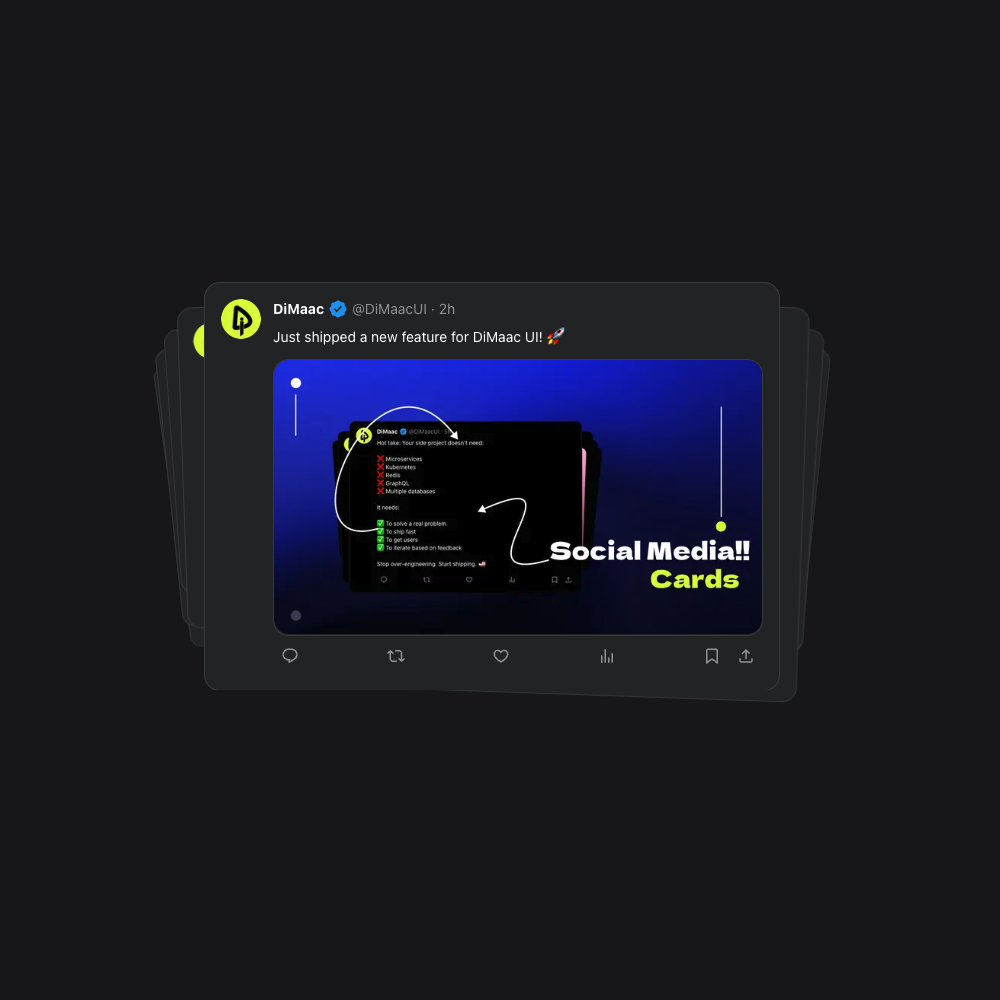 DiMaac @DiMaacUI · 2h
Just shipped a new feature for DiMaac UI! 🚀
DiMaac @DiMaacUI
Hot take: Your side project doesn't need:
❌ Microservices
❌ Kubernetes
❌ Redis
❌ GraphQL
❌ Multiple databases
It needs:
✅ To solve a real problem
✅ To ship fast
✅ To get users
✅ To iterate based on feedback
Stop over-engineering. Start shipping.
Social Media!!
Cards